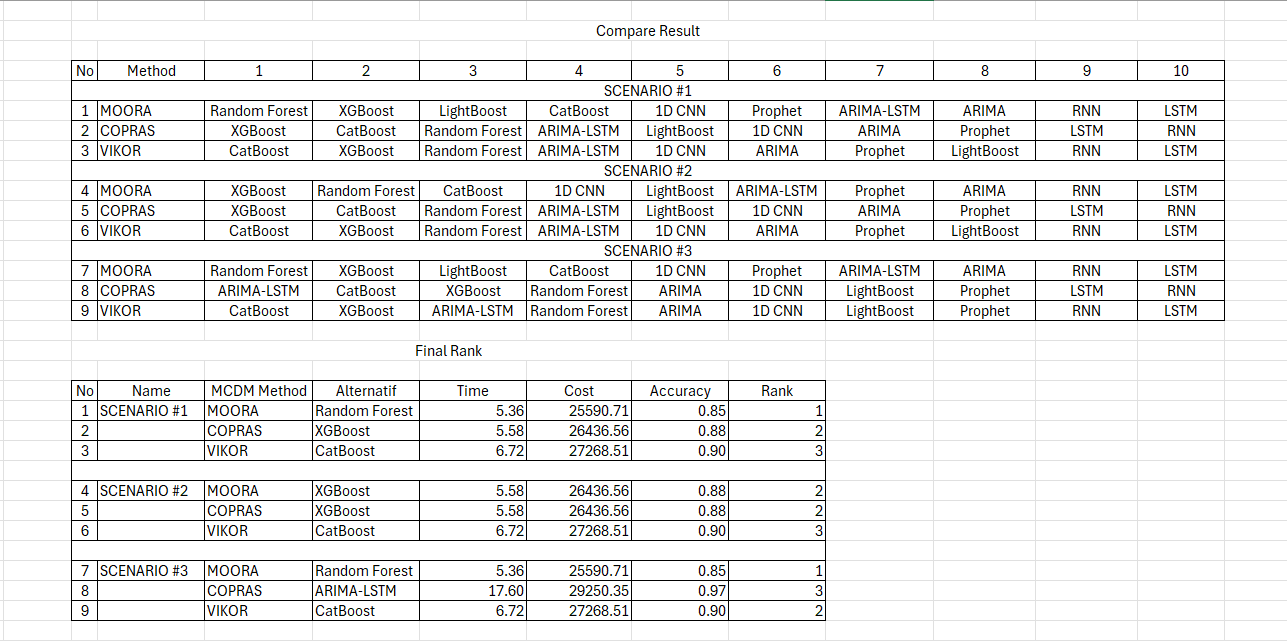 Compare Result
No Method 1 2 3 4 5 6 7 8 9 10
SCENARIO #1
1 MOORA Random Forest XGBoost LightBoost CatBoost 1D CNN Prophet ARIMA-LSTM ARIMA RNN LSTM
2 COPRAS XGBoost CatBoost Random Forest ARIMA-LSTM LightBoost 1D CNN ARIMA Prophet LSTM RNN
3 VIKOR CatBoost XGBoost Random Forest ARIMA-LSTM 1D CNN ARIMA Prophet LightBoost RNN LSTM
SCENARIO #2
4 MOORA XGBoost Random Forest CatBoost 1D CNN LightBoost ARIMA-LSTM Prophet ARIMA RNN LSTM
5 COPRAS XGBoost CatBoost Random Forest ARIMA-LSTM LightBoost 1D CNN ARIMA Prophet LSTM RNN
6 VIKOR CatBoost XGBoost Random Forest ARIMA-LSTM 1D CNN ARIMA Prophet LightBoost RNN LSTM
SCENARIO #3
7 MOORA Random Forest XGBoost LightBoost CatBoost 1D CNN Prophet ARIMA-LSTM ARIMA RNN LSTM
8 COPRAS ARIMA-LSTM CatBoost XGBoost Random Forest ARIMA 1D CNN LightBoost Prophet LSTM RNN
9 VIKOR CatBoost XGBoost ARIMA-LSTM Random Forest ARIMA 1D CNN LightBoost Prophet RNN LSTM
Final Rank
No Name MCDM Method Alternatif Time Cost Accuracy Rank
1 SCENARIO #1 MOORA Random Forest 5.36 25590.71 0.85 1
2 COPRAS XGBoost 5.58 26436.56 0.88 2
3 VIKOR CatBoost 6.72 27268.51 0.90 3
4 SCENARIO #2 MOORA XGBoost 5.58 26436.56 0.88 2
5 COPRAS XGBoost 5.58 26436.56 0.88 2
6 VIKOR CatBoost 6.72 27268.51 0.90 3
7 SCENARIO #3 MOORA Random Forest 5.36 25590.71 0.85 1
8 COPRAS ARIMA-LSTM 17.60 29250.35 0.97 3
9 VIKOR CatBoost 6.72 27268.51 0.90 2